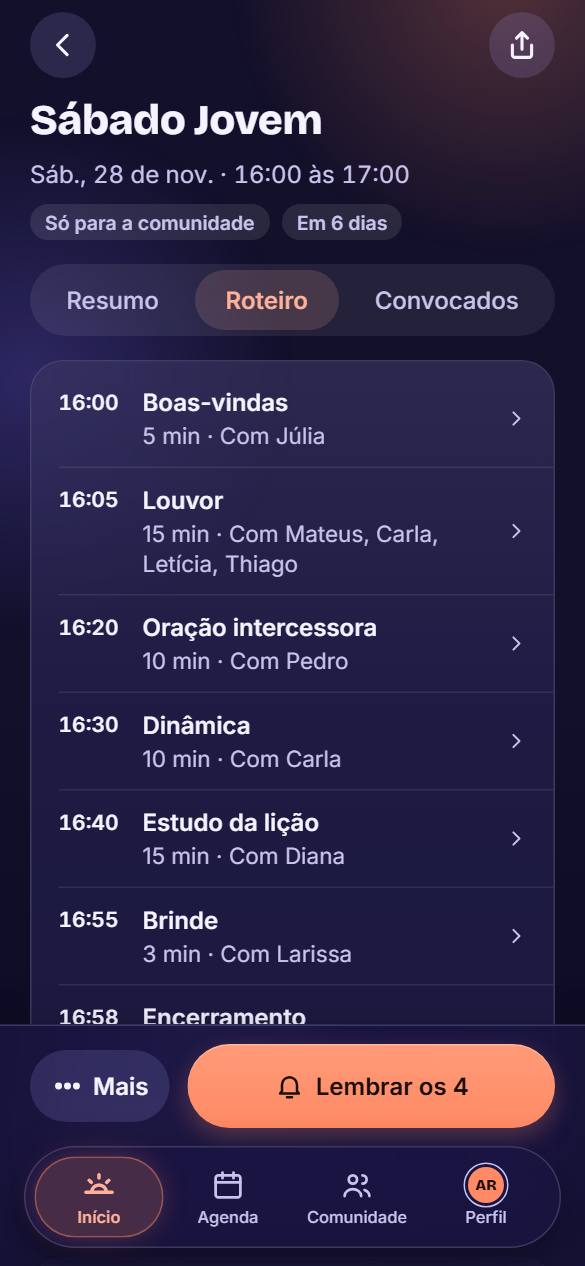 Sábado Jovem
Sáb., 28 de nov. · 16:00 às 17:00
Só para a comunidade
Em 6 dias
Resumo
Roteiro
Convocados
16:00 Boas-vindas
5 min · Com Júlia
16:05 Louvor
15 min · Com Mateus, Carla,
Letícia, Thiago
16:20 Oração intercessora
10 min · Com Pedro
16:30 Dinâmica
10 min · Com Carla
16:40 Estudo da lição
15 min · Com Diana
16:55 Brinde
3 min · Com Larissa
16:58 Encerramento
••• Mais
Lembrar os 4
Início
Agenda
Comunidade
AR
Perfil